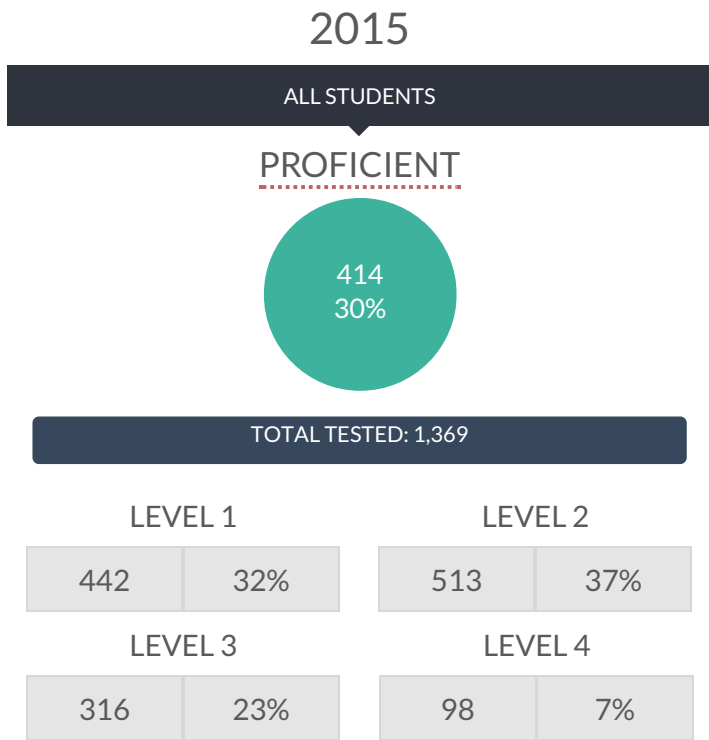 2015
ALL STUDENTS
PROFICIENT
414
30%
TOTAL TESTED: 1,369
LEVEL 1
442 32%
LEVEL 2
513 37%
LEVEL 3
316 23%
LEVEL 4
98 7%